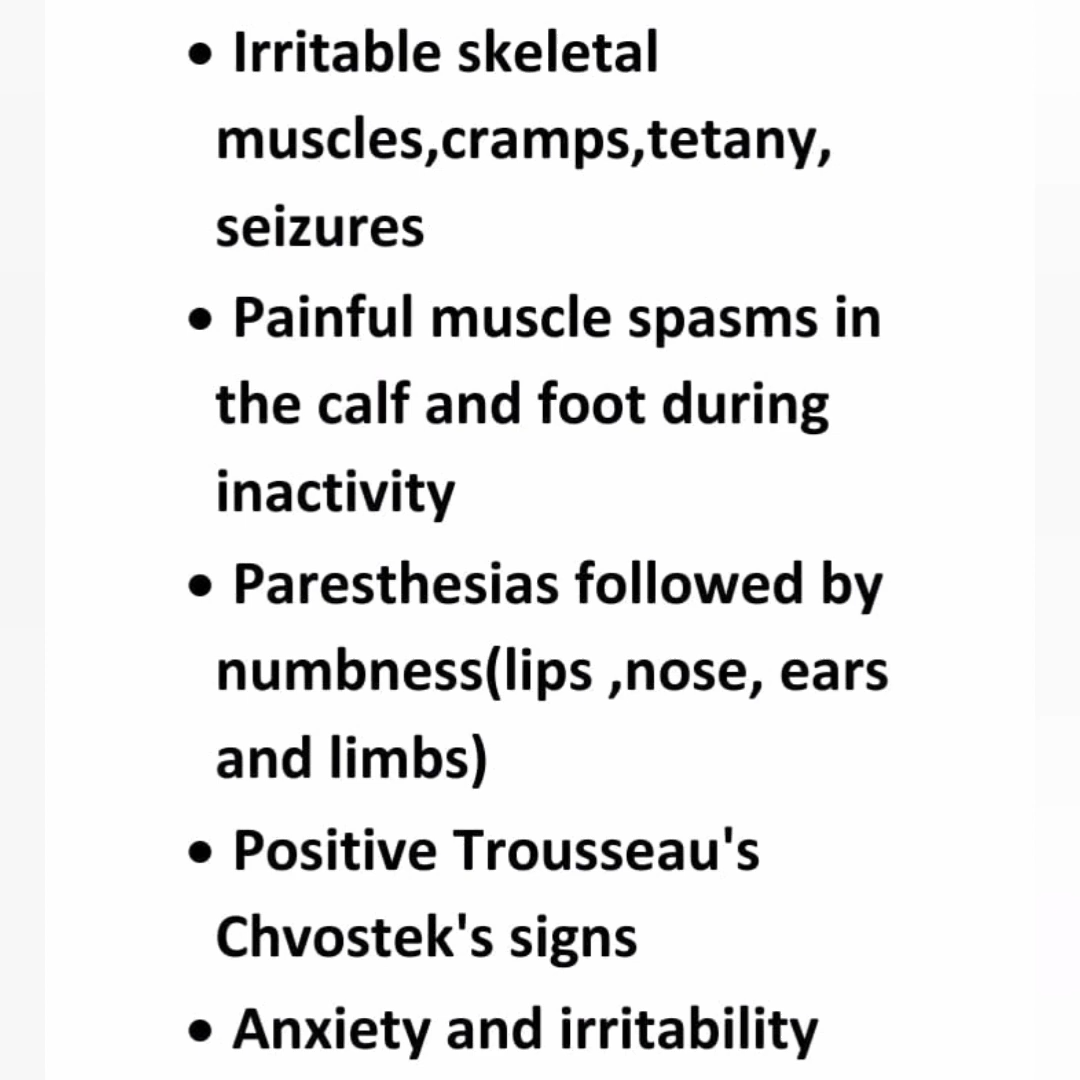 • Irritable skeletal
muscles,cramps,tetany,
seizures
• Painful muscle spasms in
the calf and foot during
inactivity
• Paresthesias followed by
numbness(lips ,nose, ears
and limbs)
• Positive Trousseau's
Chvostek's signs
• Anxiety and irritability